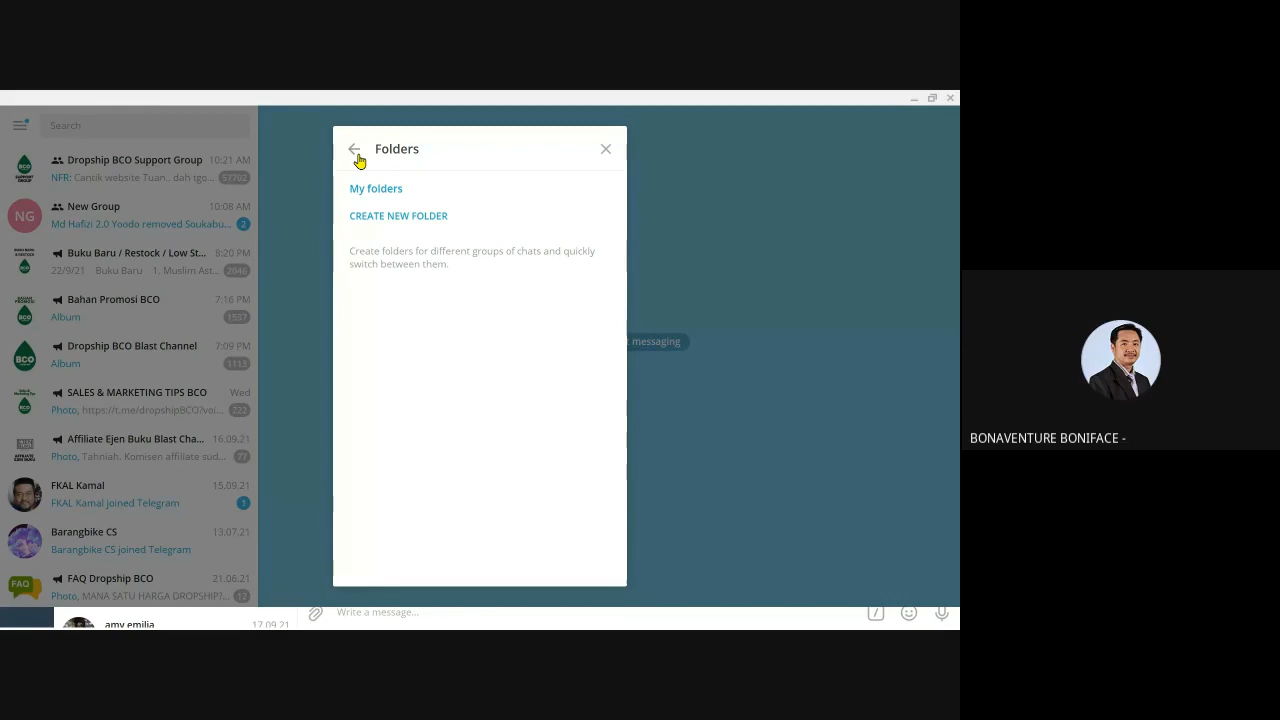 Search
Dropship BCO Support Group 10:21 AM
NFR: Cantik website Tuan.. dah tgo... 57702
NG
New Group 10:08 AM
Md Hafizi 2.0 Yoodo removed Soukabu... 2
Buku Baru / Restock / Low St... 8:20 PM
22/9/21 Buku Baru 1. Muslim Ast... 2046
Bahan Promosi BCO 7:16 PM
Album 1537
BCO
Dropship BCO Blast Channel 7:09 PM
Album 1113
SALES & MARKETING TIPS BCO Wed
Photo, https://t.me/dropshipBCO?voi... 222
Affiliate Ejen Buku Blast Cha... 16.09.21
Photo, Tahniah. Komisen affiliate sud... 77
FKAL Kamal 15.09.21
FKAL Kamal joined Telegram 1
Barangbike CS 13.07.21
Barangbike CS joined Telegram
FAQ
FAQ Dropship BCO 21.06.21
Photo, MANA SATU HARGA DROPSHIP?... 12
amy emilia 17.09.21
Folders
My folders
CREATE NEW FOLDER
Create folders for different groups of chats and quickly
switch between them.
t messaging
Write a message...
BONAVENTURE BONIFACE -